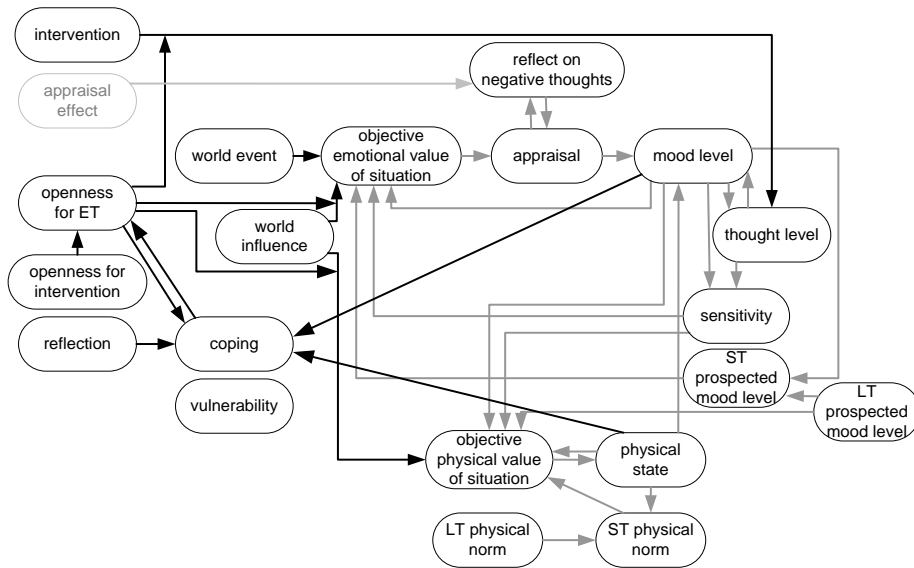 intervention
reflect on
negative thoughts
appraisal
effect
world event
objective
emotional value
of situation
appraisal
mood level
openness
for ET
world
influence
thought level
openness for
intervention
sensitivity
reflection
coping
ST
prospected
mood level
LT
prospected
mood level
vulnerability
objective
physical value
of situation
physical
state
LT physical
norm
ST physical
norm